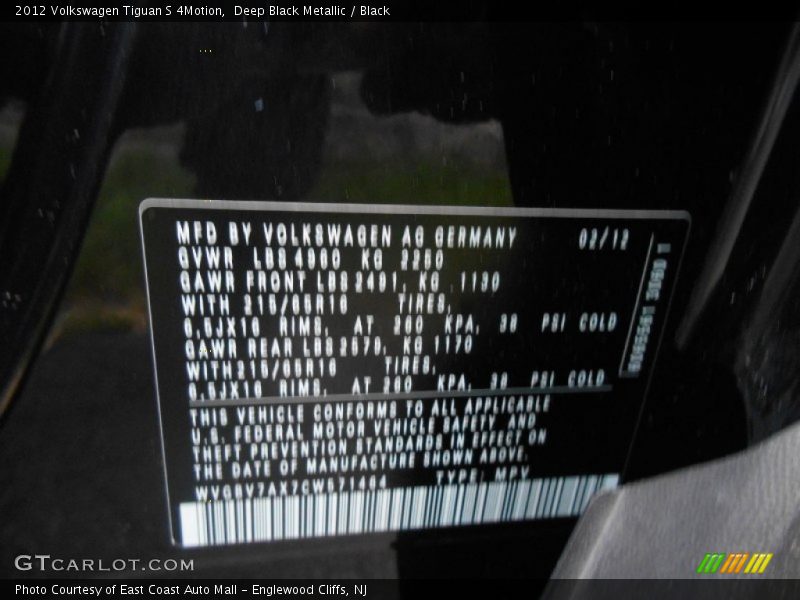 2012 Volkswagen Tiguan S 4Motion, Deep Black Metallic / Black
MFD BY VOLKSWAGEN AG GERMANY 02/12
GVWR LBS 4980 KG 2260
GAWR FRONT LBS 2491, KG 1130
WITH 215/65R16 TIRES,
6,5JX16 RIMS, AT 260 KPA, 38 PSI COLD
GAWR REAR LBS 2579, KG 1170
WITH 215/65R16 TIRES,
6,5JX16 RIMS, AT 260 KPA, 38 PSI COLD
THIS VEHICLE CONFORMS TO ALL APPLICABLE
U.S. FEDERAL MOTOR VEHICLE SAFETY AND
THEFT PREVENTION STANDARDS IN EFFECT ON
THE DATE OF MANUFACTURE SHOWN ABOVE.
TYPE: MPV
GTCARLOT.COM
Photo Courtesy of East Coast Auto Mall – Englewood Cliffs, NJ